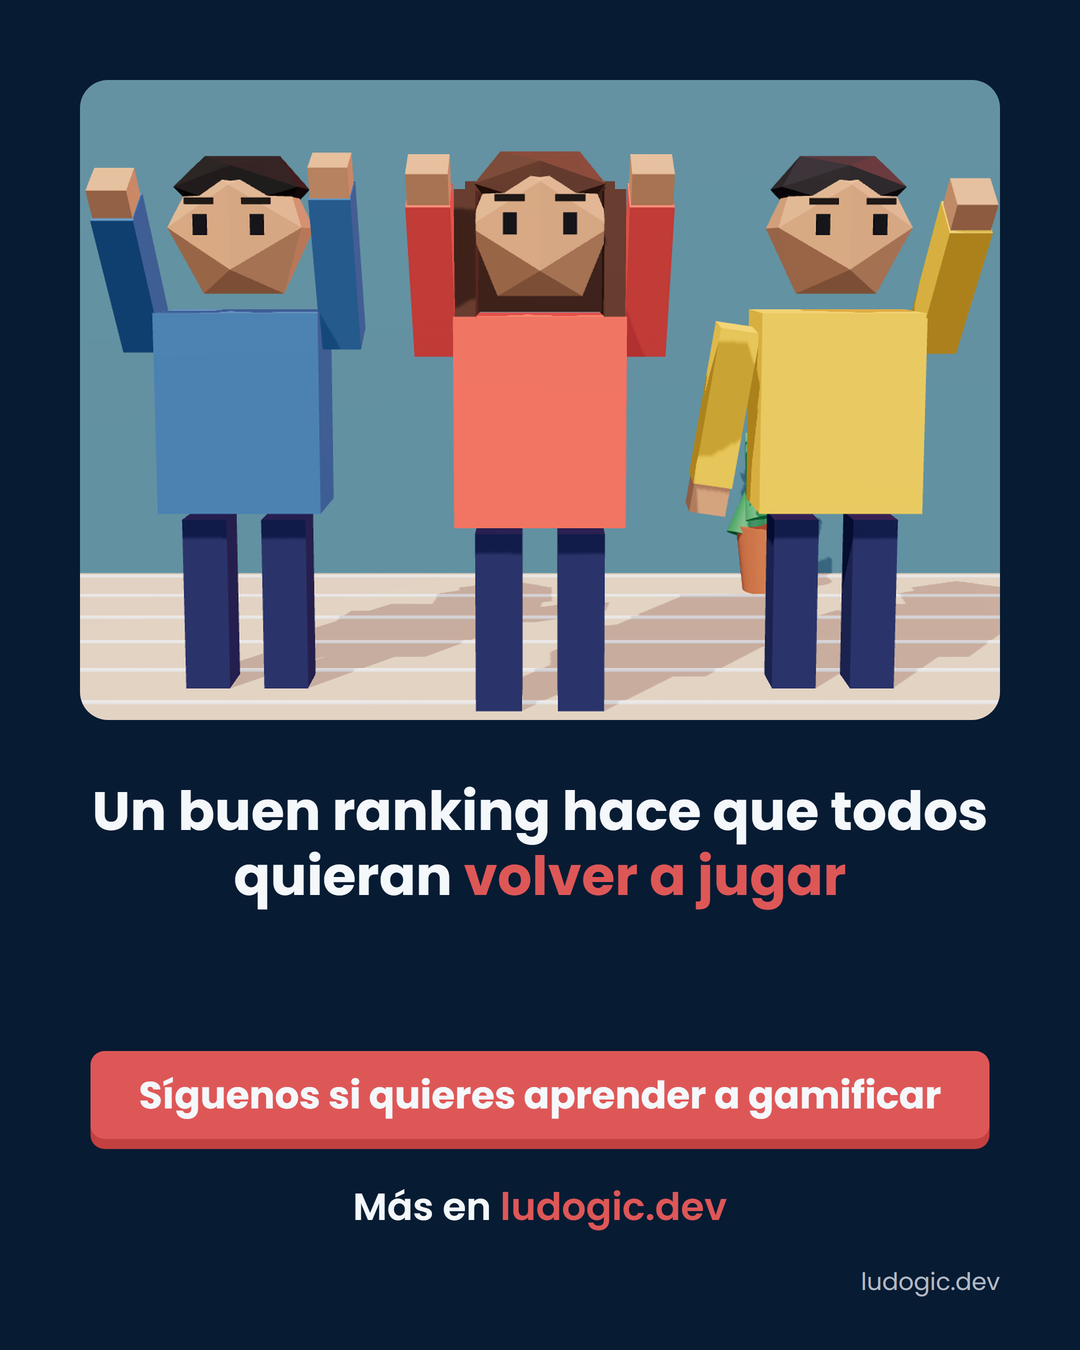 Un buen ranking hace que todos
quieran volver a jugar
Síguenos si quieres aprender a gamificar
Más en ludogic.dev
ludogic.dev